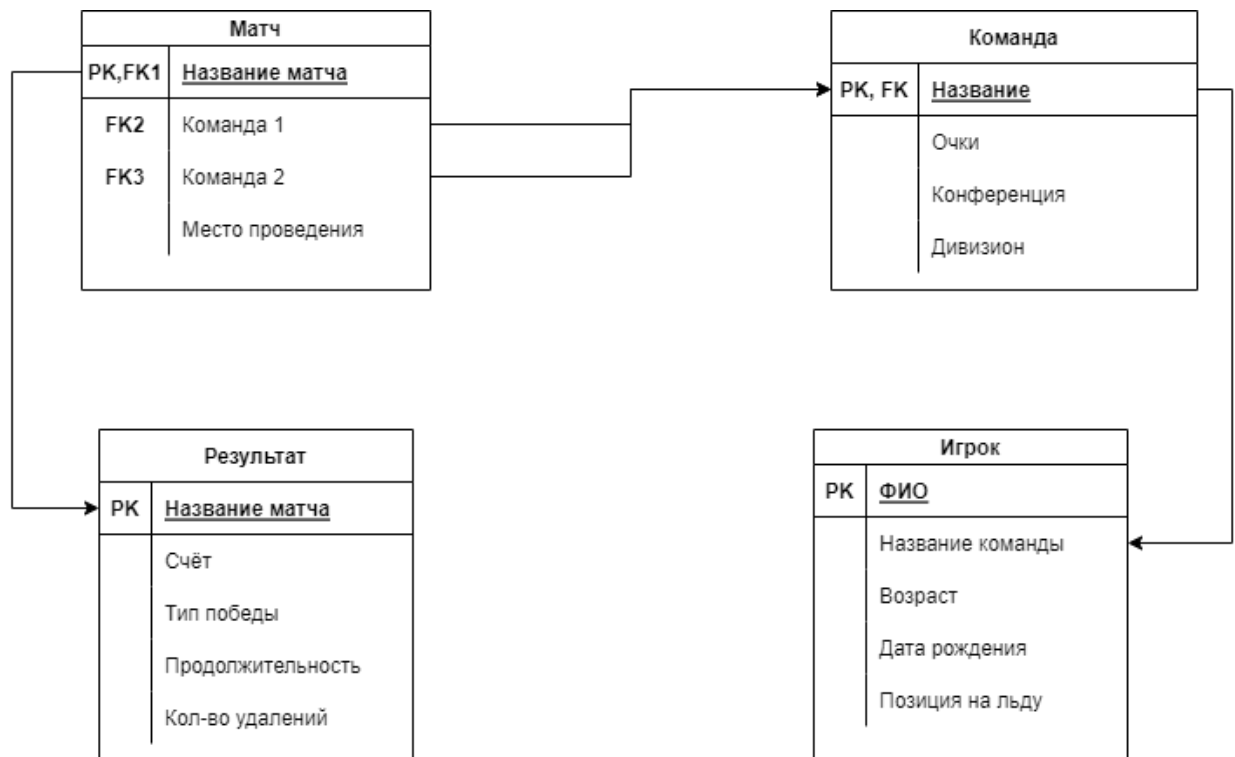 Матч
PK,FK1 Название матча
FK2 Команда 1
FK3 Команда 2
Место проведения
Команда
PK, FK Название
Очки
Конференция
Дивизион
Результат
PK Название матча
Счёт
Тип победы
Продолжительность
Кол-во удалений
Игрок
PK ФИО
Название команды
Возраст
Дата рождения
Позиция на льду